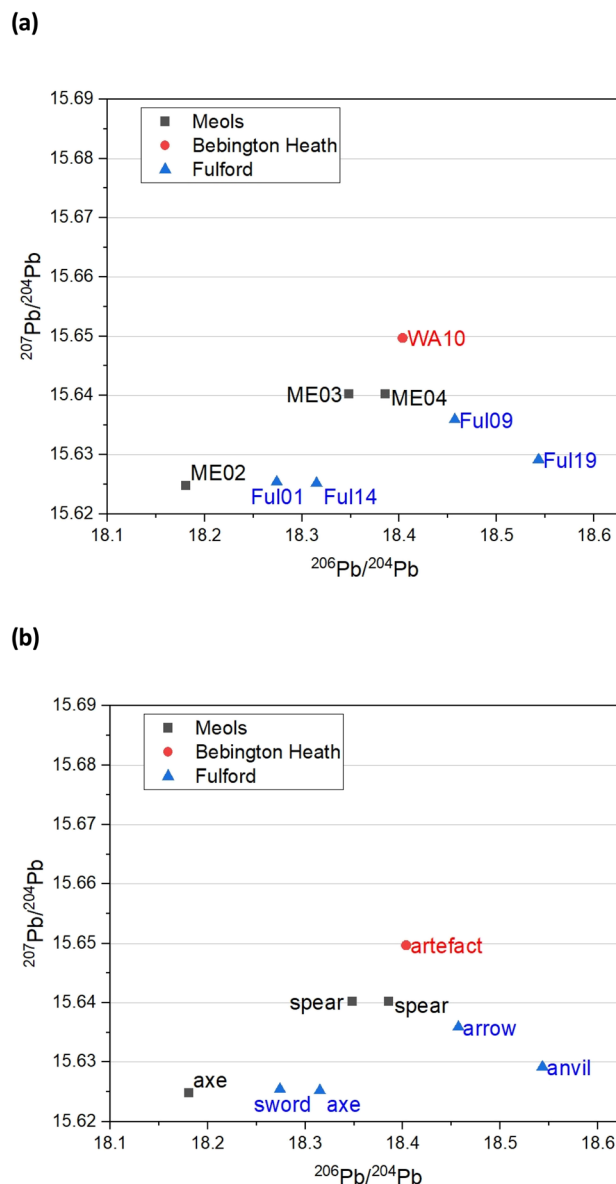 (a)
15.69
Meols
Bebington Heath
Fulford
15.68
15.67
15.66
15.65
WA10
15.64
ME03
ME04
Ful09
15.63
Ful19
ME02
Ful01
Ful14
15.62
18.1 18.2 18.3 18.4 18.5 18.6
²⁰⁷Pb/²⁰⁴Pb
²⁰⁶Pb/²⁰⁴Pb
(b)
15.69
Meols
Bebington Heath
Fulford
15.68
15.67
15.66
15.65
artefact
15.64
spear
spear
arrow
15.63
anvil
axe
sword
axe
15.62
18.1 18.2 18.3 18.4 18.5 18.6
²⁰⁷Pb/²⁰⁴Pb
²⁰⁶Pb/²⁰⁴Pb